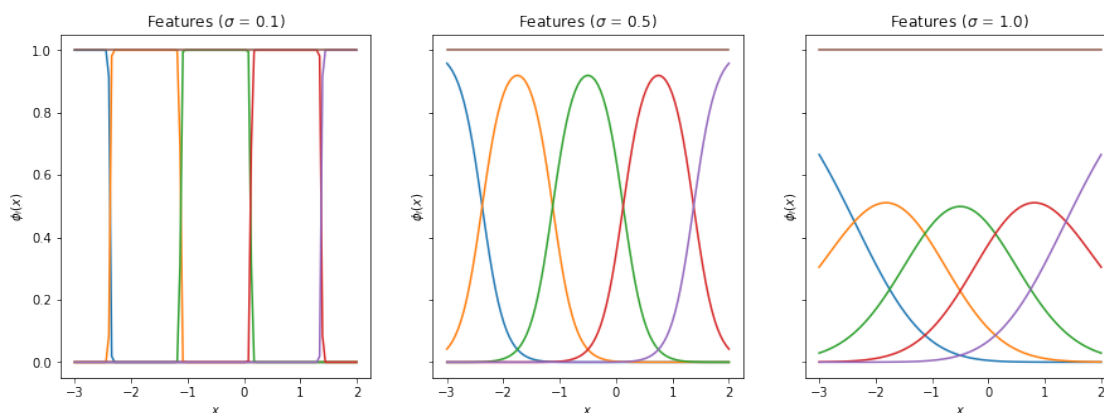 Features (σ = 0.1)
1.0
0.8
0.6
0.4
0.2
0.0
ϕᵢ(x)
−3 −2 −1 0 1 2
x
Features (σ = 0.5)
ϕᵢ(x)
−3 −2 −1 0 1 2
x
Features (σ = 1.0)
ϕᵢ(x)
−3 −2 −1 0 1 2
x